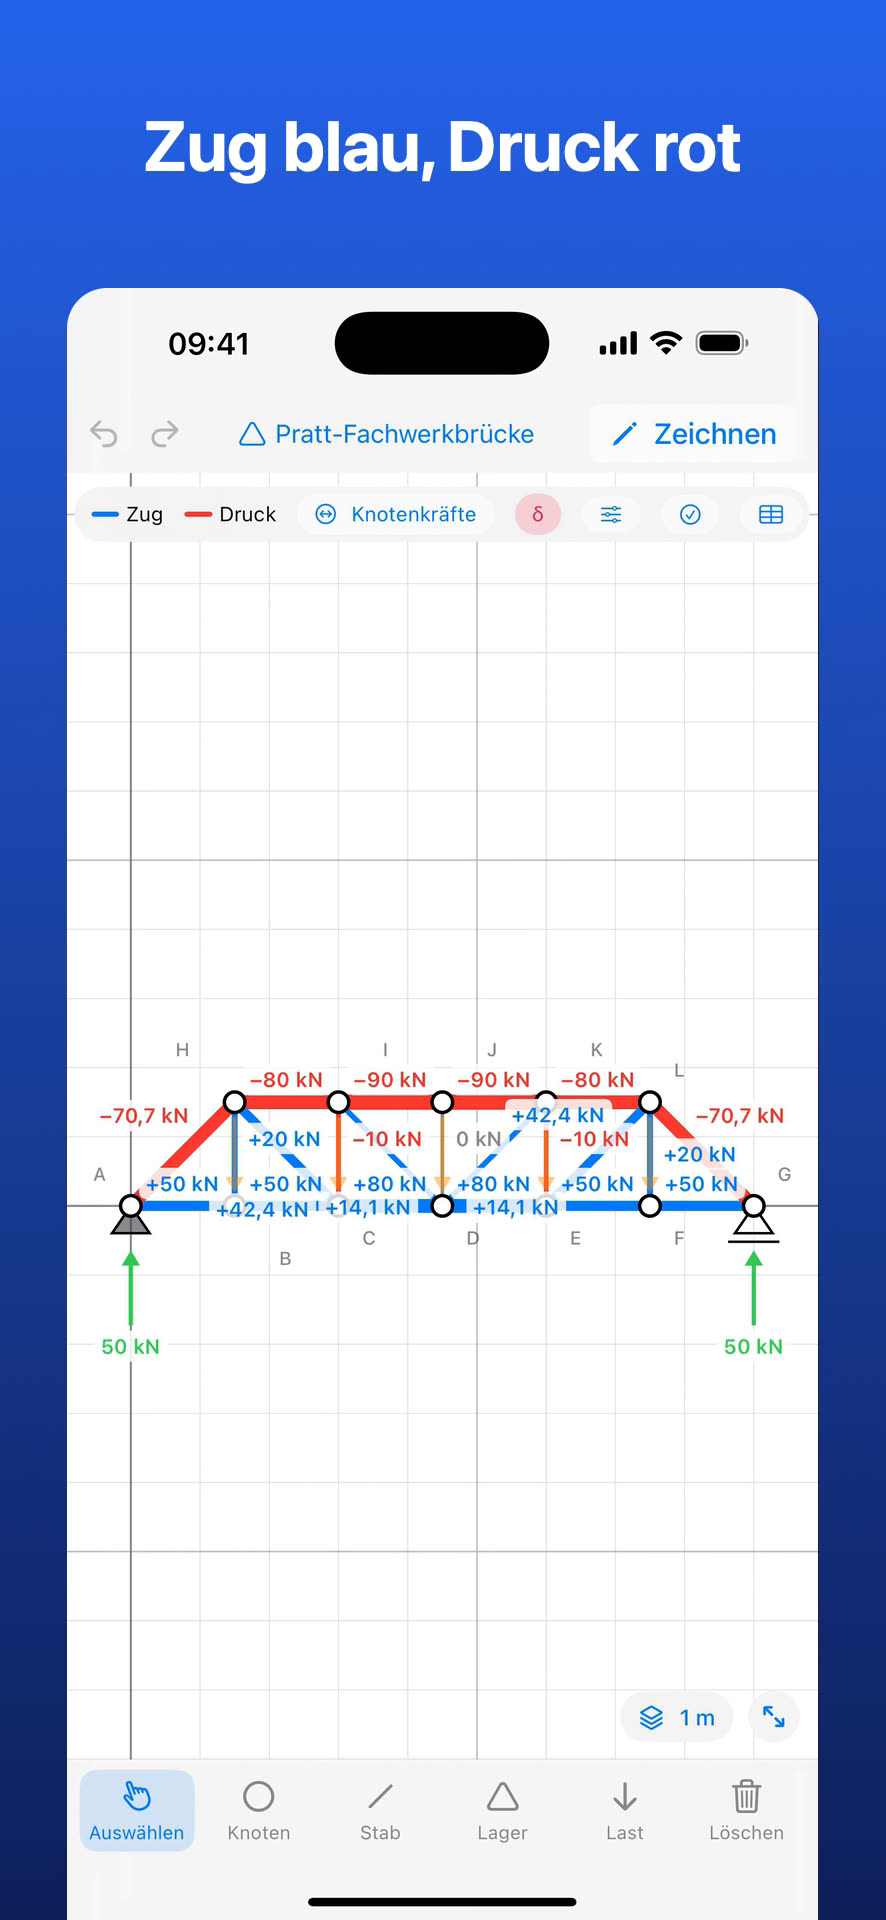 Zug blau, Druck rot
09:41
Pratt-Fachwerkbrücke
Zeichnen
Zug Druck Knotenkräfte δ
H I J K L
−80 kN −90 kN −90 kN −80 kN
−70,7 kN +42,4 kN −70,7 kN
+20 kN −10 kN 0 kN −10 kN +20 kN
A +50 kN +50 kN +80 kN +80 kN +50 kN +50 kN G
+42,4 kN +14,1 kN +14,1 kN
B C D E F
50 kN 50 kN
1 m
Auswählen Knoten Stab Lager Last Löschen